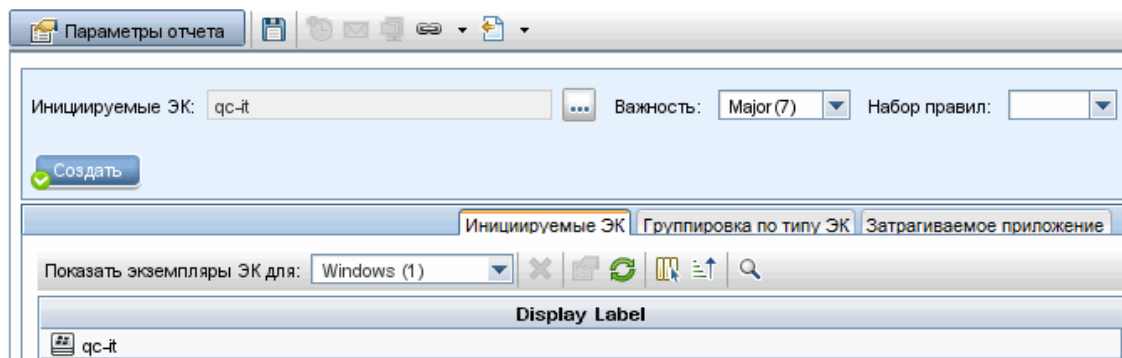 Параметры отчета
Инициируемые ЭК: qc-it ... Важность: Major (7) Набор правил:
Создать
Инициируемые ЭК Группировка по типу ЭК Затрагиваемое приложение
Показать экземпляры ЭК для: Windows (1)
Display Label
qc-it